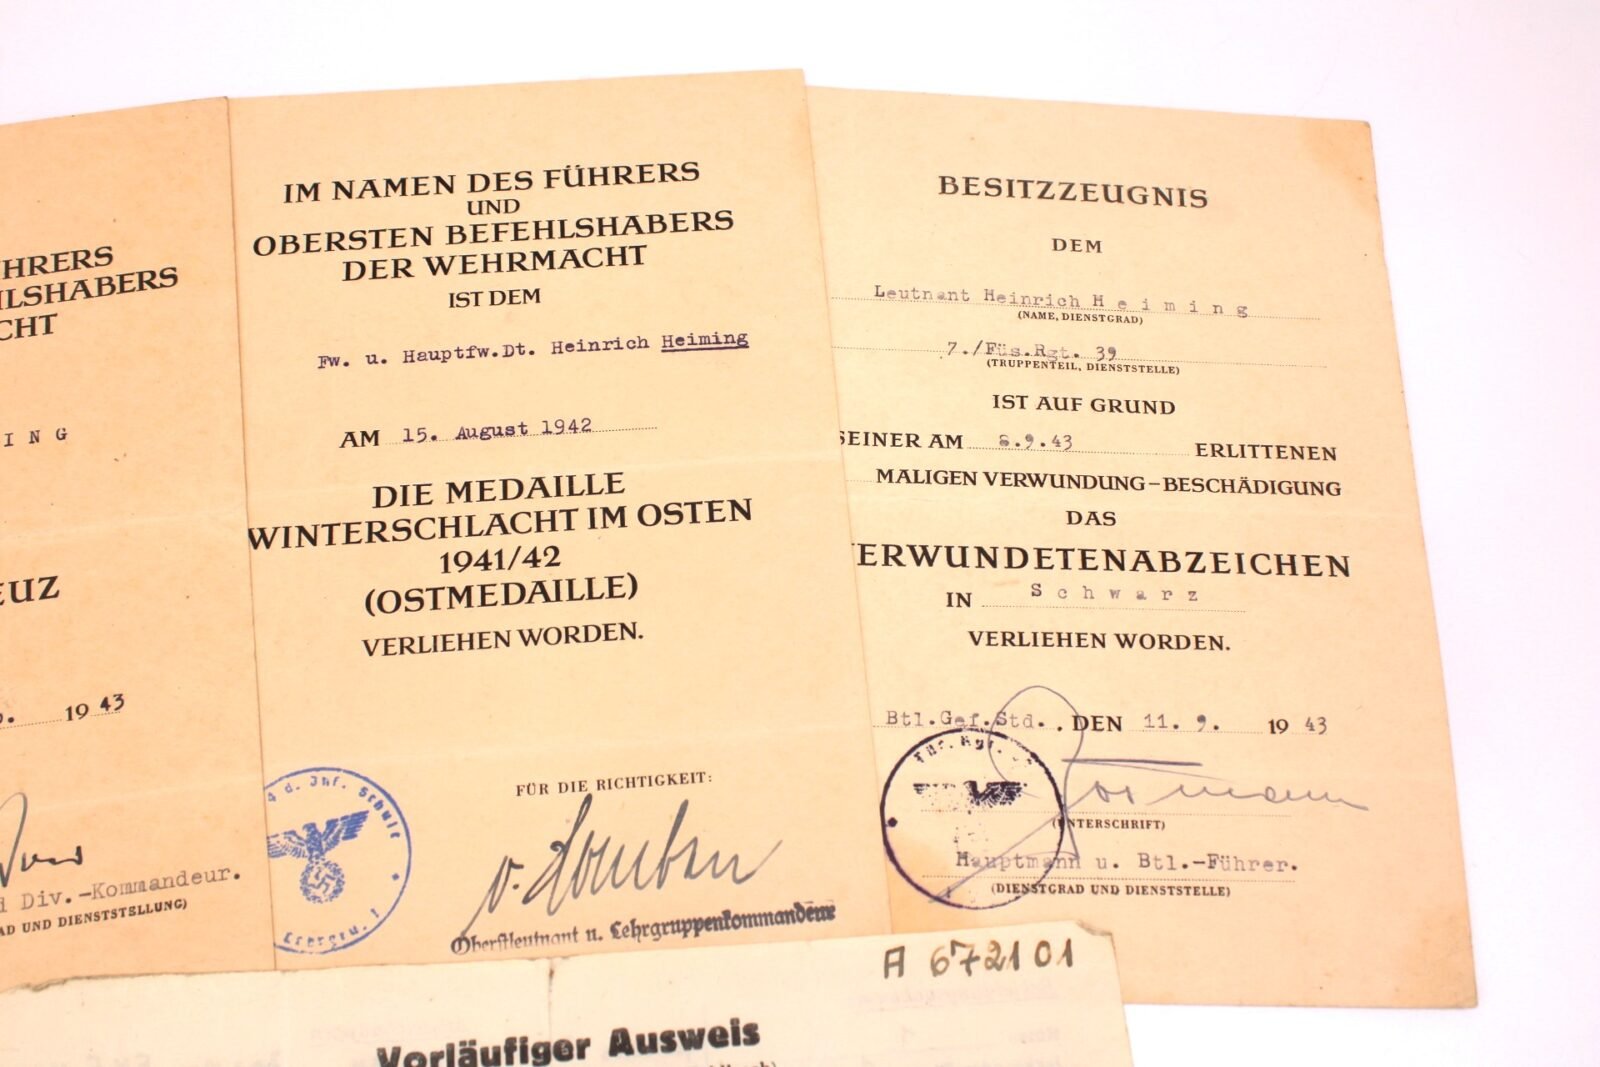 HRERS
HLSHABERS
CHT
I N G
EUZ
19 43
Div.-Kommandeur.
AD UND DIENSTSTELLUNG)
IM NAMEN DES FÜHRERS
UND
OBERSTEN BEFEHLSHABERS
DER WEHRMACHT
IST DEM
Fw. u. Hauptfw.Dt. Heinrich Heiming
AM 15. August 1942
DIE MEDAILLE
WINTERSCHLACHT IM OSTEN
1941/42
(OSTMEDAILLE)
VERLIEHEN WORDEN.
FÜR DIE RICHTIGKEIT:
d. Inf. Schule
Lehrgru. I
Oberstleutnant u. Lehrgruppenkommandeur
BESITZZEUGNIS
DEM
Leutnant Heinrich H e i m i n g
(NAME, DIENSTGRAD)
7./Füs.Rgt. 39
(TRUPPENTEIL, DIENSTSTELLE)
IST AUF GRUND
SEINER AM 8.9.43 ERLITTENEN
MALIGEN VERWUNDUNG–BESCHÄDIGUNG
DAS
VERWUNDETENABZEICHEN
IN S c h w a r z
VERLIEHEN WORDEN.
Btl.Gef.Std. , DEN 11. 9. 19 43
(UNTERSCHRIFT)
Hauptmann u. Btl.-Führer.
(DIENSTGRAD UND DIENSTSTELLE)
A 672101
Vorläufiger Ausweis